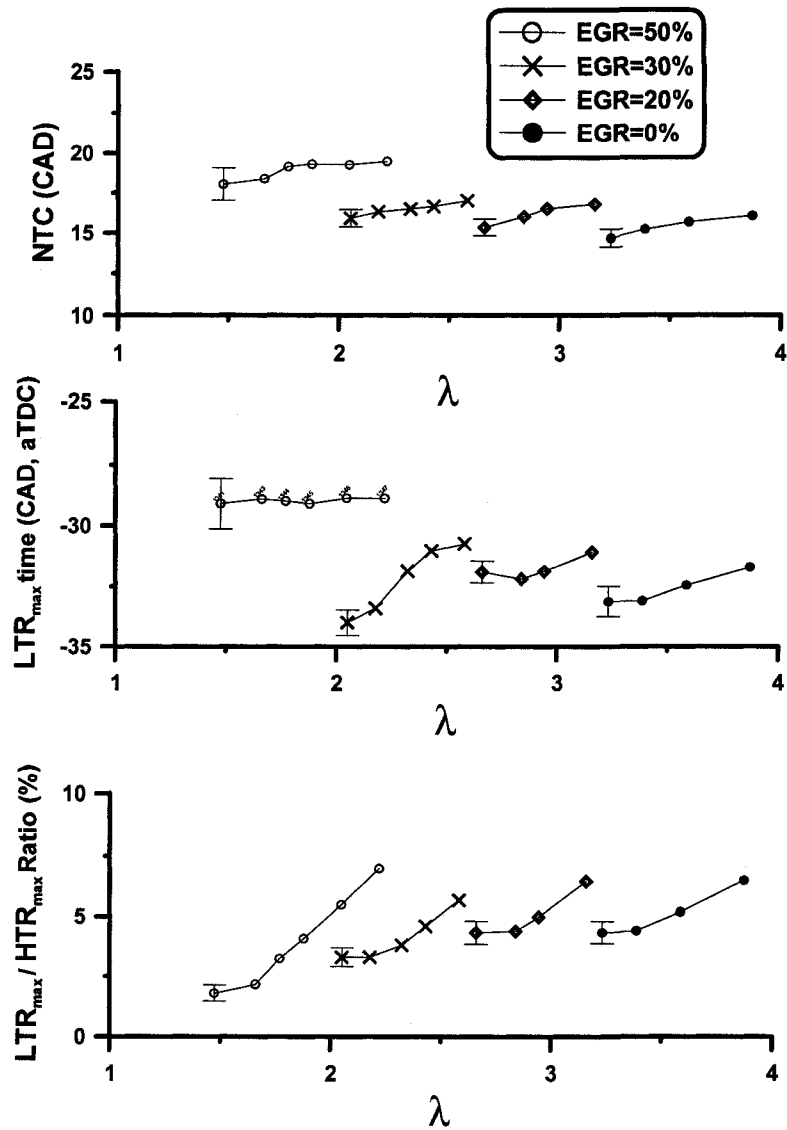 EGR=50%
EGR=30%
EGR=20%
EGR=0%
NTC (CAD)
25
20
15
10
1
2
3
4
λ
LTRmax time (CAD, aTDC)
-25
-30
-35
1
2
3
4
λ
LTRmax / HTRmax Ratio (%)
10
5
0
1
2
3
4
λ